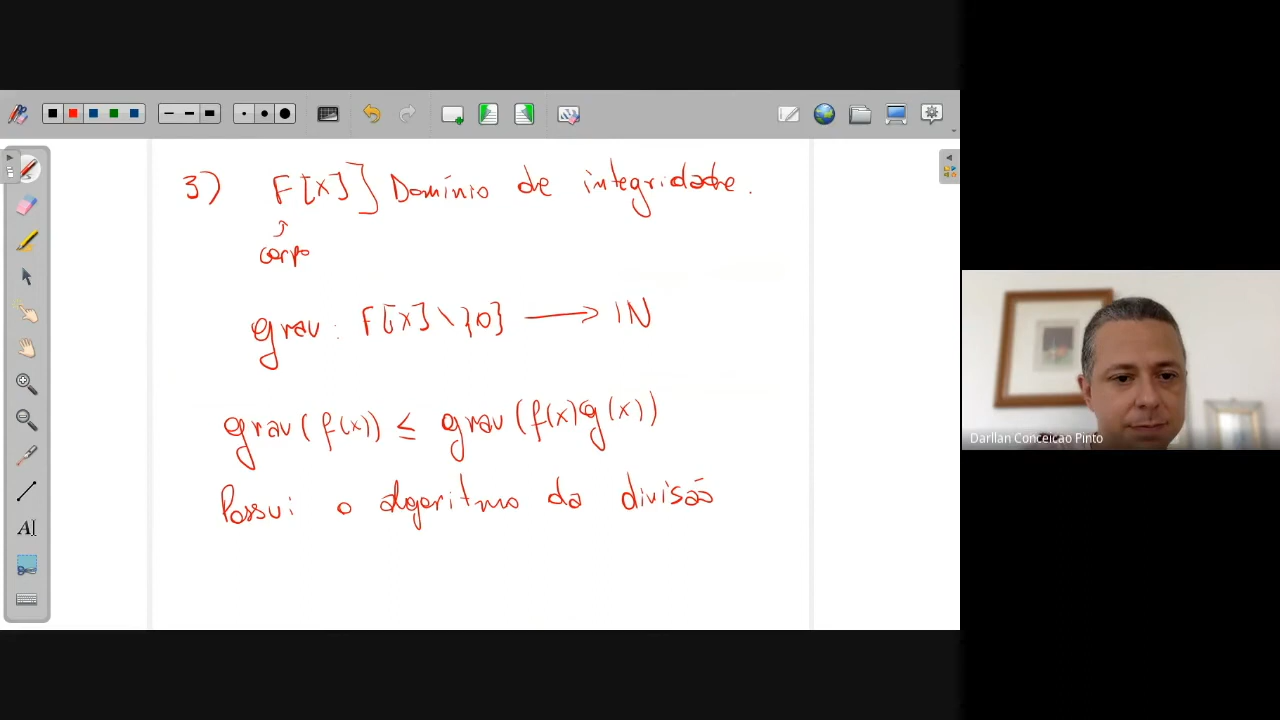 3) F[x] Domínio de integridade.
↑
corpo
grau: F[x] \ {0} → IN
grau(f(x)) ≤ grau(f(x)g(x))
Possui o algoritmo da divisão
Darllan Conceicao Pinto